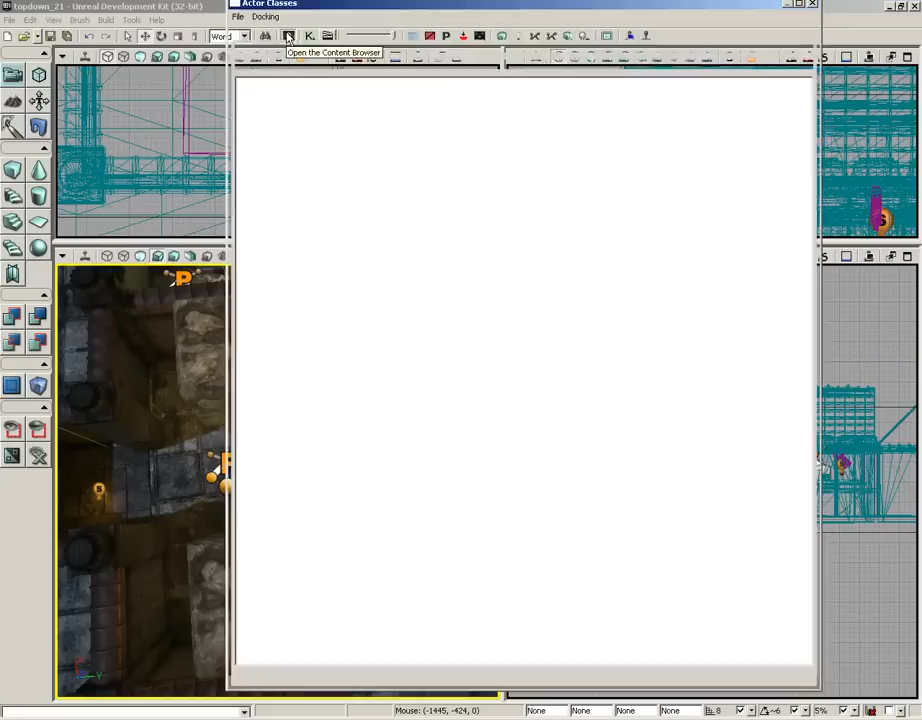 topdown_21 - Unreal Development Kit (32-bit)
Actor Classes
File Edit View Brush Build Tools Help
File Docking
World
Open the Content Browser
P
S
S
Mouse: (-1445, -424, 0)
None
None
None
None
8
~6
5%